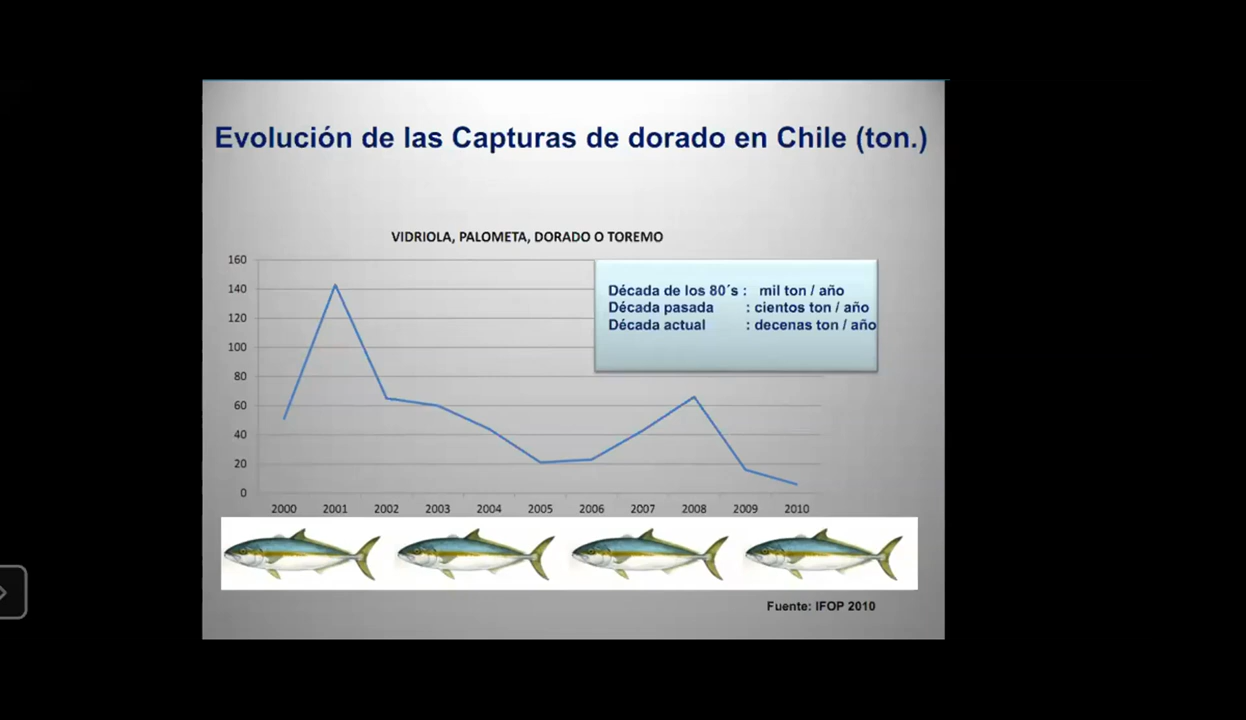 Evolución de las Capturas de dorado en Chile (ton.)
VIDRIOLA, PALOMETA, DORADO O TOREMO
160
140
120
100
80
60
40
20
0
Década de los 80´s : mil ton / año
Década pasada : cientos ton / año
Década actual : decenas ton / año
2000 2001 2002 2003 2004 2005 2006 2007 2008 2009 2010
Fuente: IFOP 2010